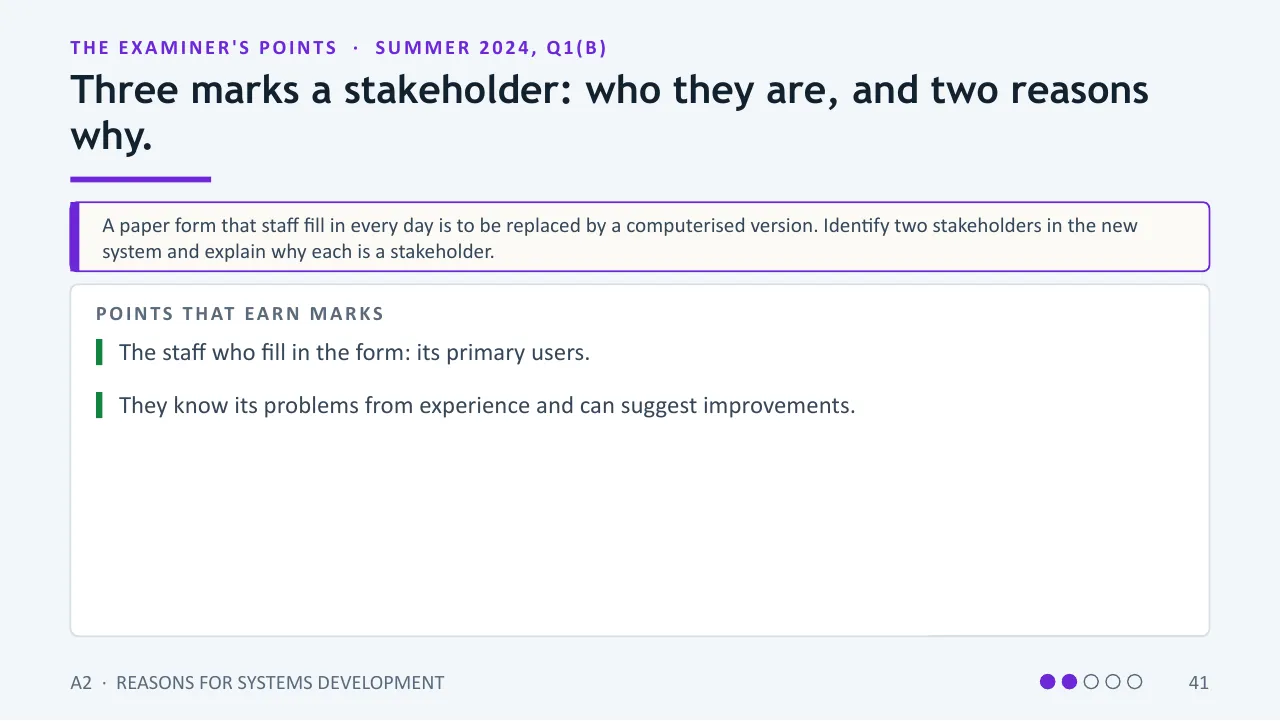 THE EXAMINER'S POINTS · SUMMER 2024, Q1(B)
Three marks a stakeholder: who they are, and two reasons
why.
A paper form that staff fill in every day is to be replaced by a computerised version. Identify two stakeholders in the new
system and explain why each is a stakeholder.
POINTS THAT EARN MARKS
The staff who fill in the form: its primary users.
They know its problems from experience and can suggest improvements.
A2 · REASONS FOR SYSTEMS DEVELOPMENT
41